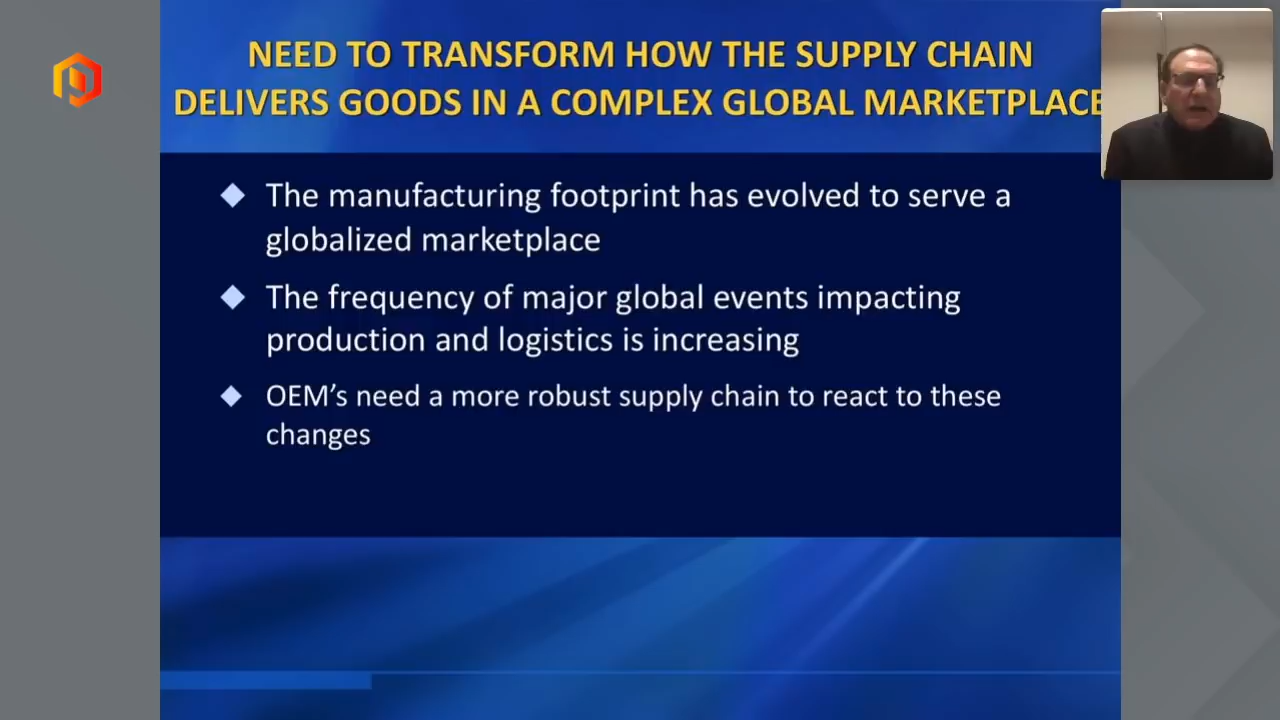 NEED TO TRANSFORM HOW THE SUPPLY CHAIN
DELIVERS GOODS IN A COMPLEX GLOBAL MARKETPLACE
The manufacturing footprint has evolved to serve a
globalized marketplace
The frequency of major global events impacting
production and logistics is increasing
OEM’s need a more robust supply chain to react to these
changes